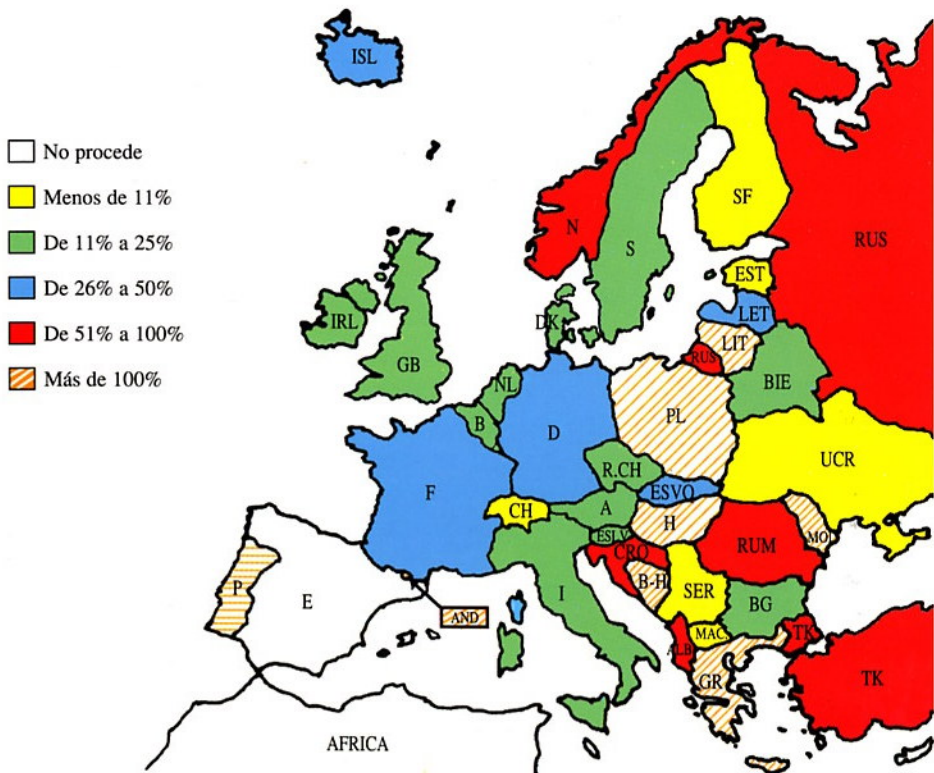 ISL
No procede
Menos de 11%
De 11% a 25%
De 26% a 50%
De 51% a 100%
Más de 100%
SF
RUS
N
S
EST
LET
LIT
RUS
DK
IRL
GB
BIE
NL
B
D
PL
R.CH
UCR
F
ESVQ
A
CH
H
ESLV
CRO
RUM
MO
P
E
I
B-H
SER
BG
AND
MAC.
TK
ALB
GR
TK
AFRICA